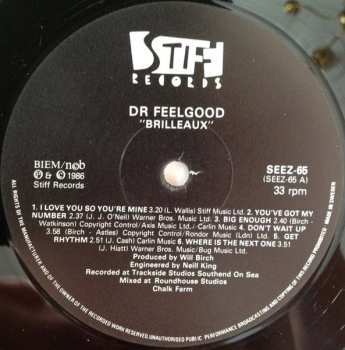 STIFF
RECORDS
DR FEELGOOD
"BRILLEAUX"
BIEM/n©b
℗ & © 1986
Stiff Records
SEEZ-65
(SEEZ-65 A)
33 rpm
1. I LOVE YOU SO YOU'RE MINE 3.20 (L. Wallis) Stiff Music Ltd. 2. YOU'VE GOT MY
NUMBER 2.37 (J. J. O'Neil) Warner Bros. Music Ltd. 3. BIG ENOUGH 2.40 (Birch -
Watkinson) Copyright Control/Axis Music Ltd./Carlin Music 4. DON'T WAIT UP
3.58 (Birch - Astles) Copyright Control/Rondor Music (Ldn) Ltd. 5. GET
RHYTHM 2.51 (J. Cash) Carlin Music 6. WHERE IS THE NEXT ONE 3.51
(J. Hiatt) Warner Bros. Music/Bug Music Ltd.
Produced by Will Birch
Engineered by Neill King
Recorded at Trackside Studios Southend On Sea
Mixed at Roundhouse Studios
Chalk Farm
ALL RIGHTS OF THE MANUFACTURER AND OF THE OWNER OF THE RECORDED WORK RESERVED. UNAUTHORISED PUBLIC PERFORMANCE, BROADCASTING AND COPYING OF THIS RECORD PROHIBITED.
MADE IN SWEDEN